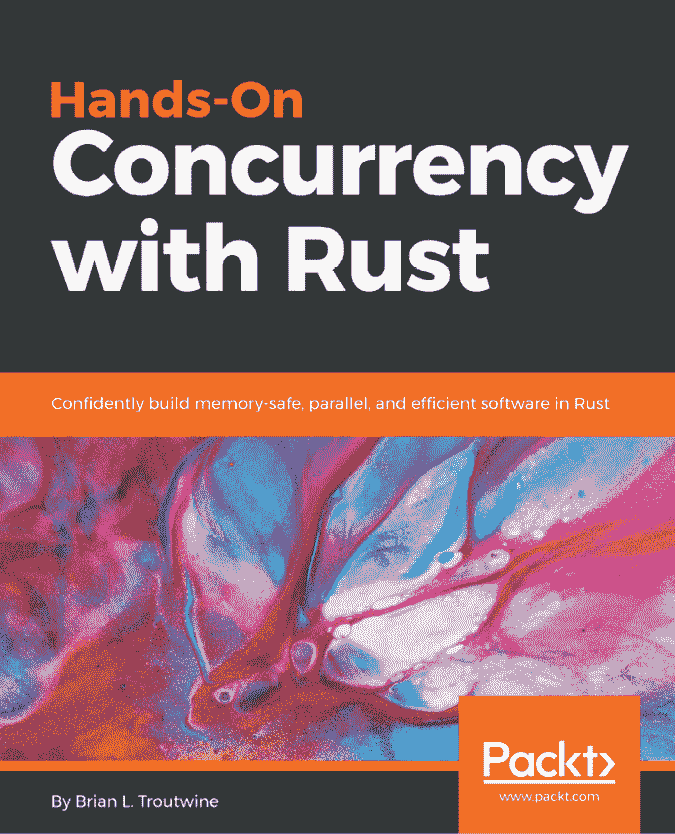 Hands-On
Concurrency
with Rust
Confidently build memory-safe, parallel, and efficient software in Rust
Packt>
www.packt.com
By Brian L. Troutwine